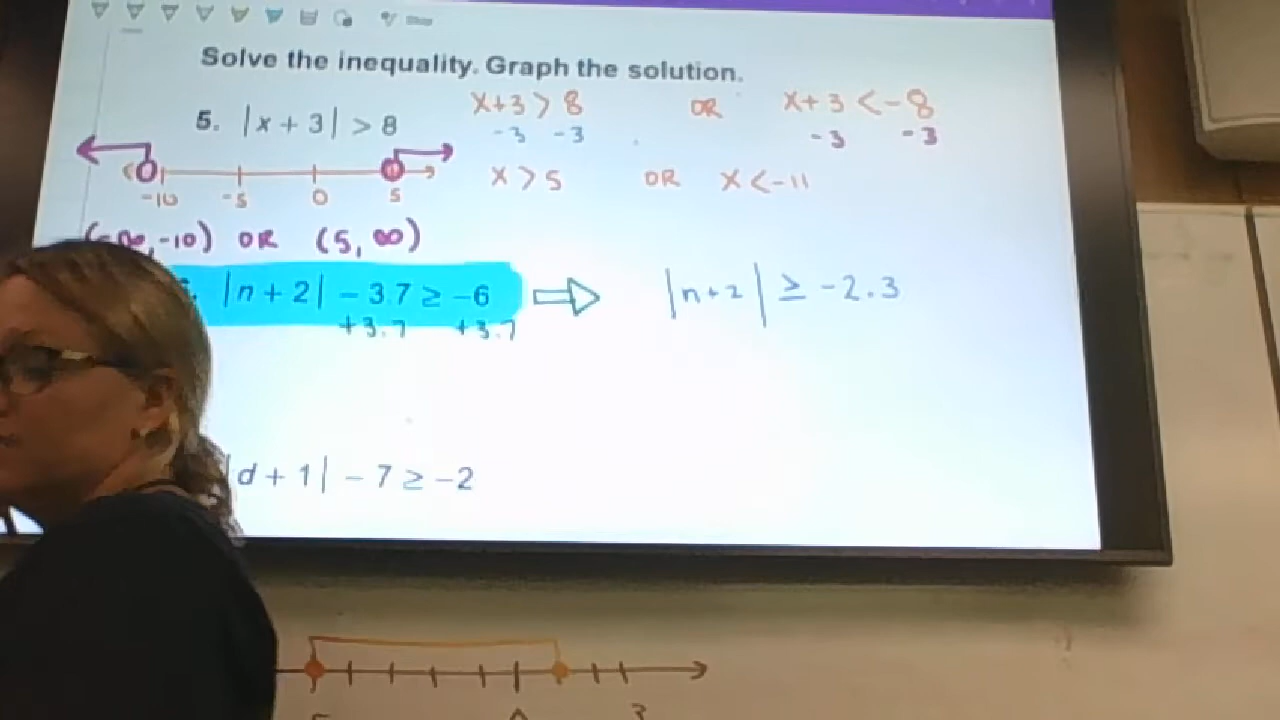 Solve the inequality. Graph the solution.
5. |x + 3| > 8
x+3 > 8 OR x+3 < -8
-3 -3 -3 -3
-10 -5 0 5
x > 5 OR x < -11
(-∞, -10) OR (5, ∞)
|n + 2| - 3.7 ≥ -6
|n+2| ≥ -2.3
+3.7 +3.7
|d + 1| - 7 ≥ -2